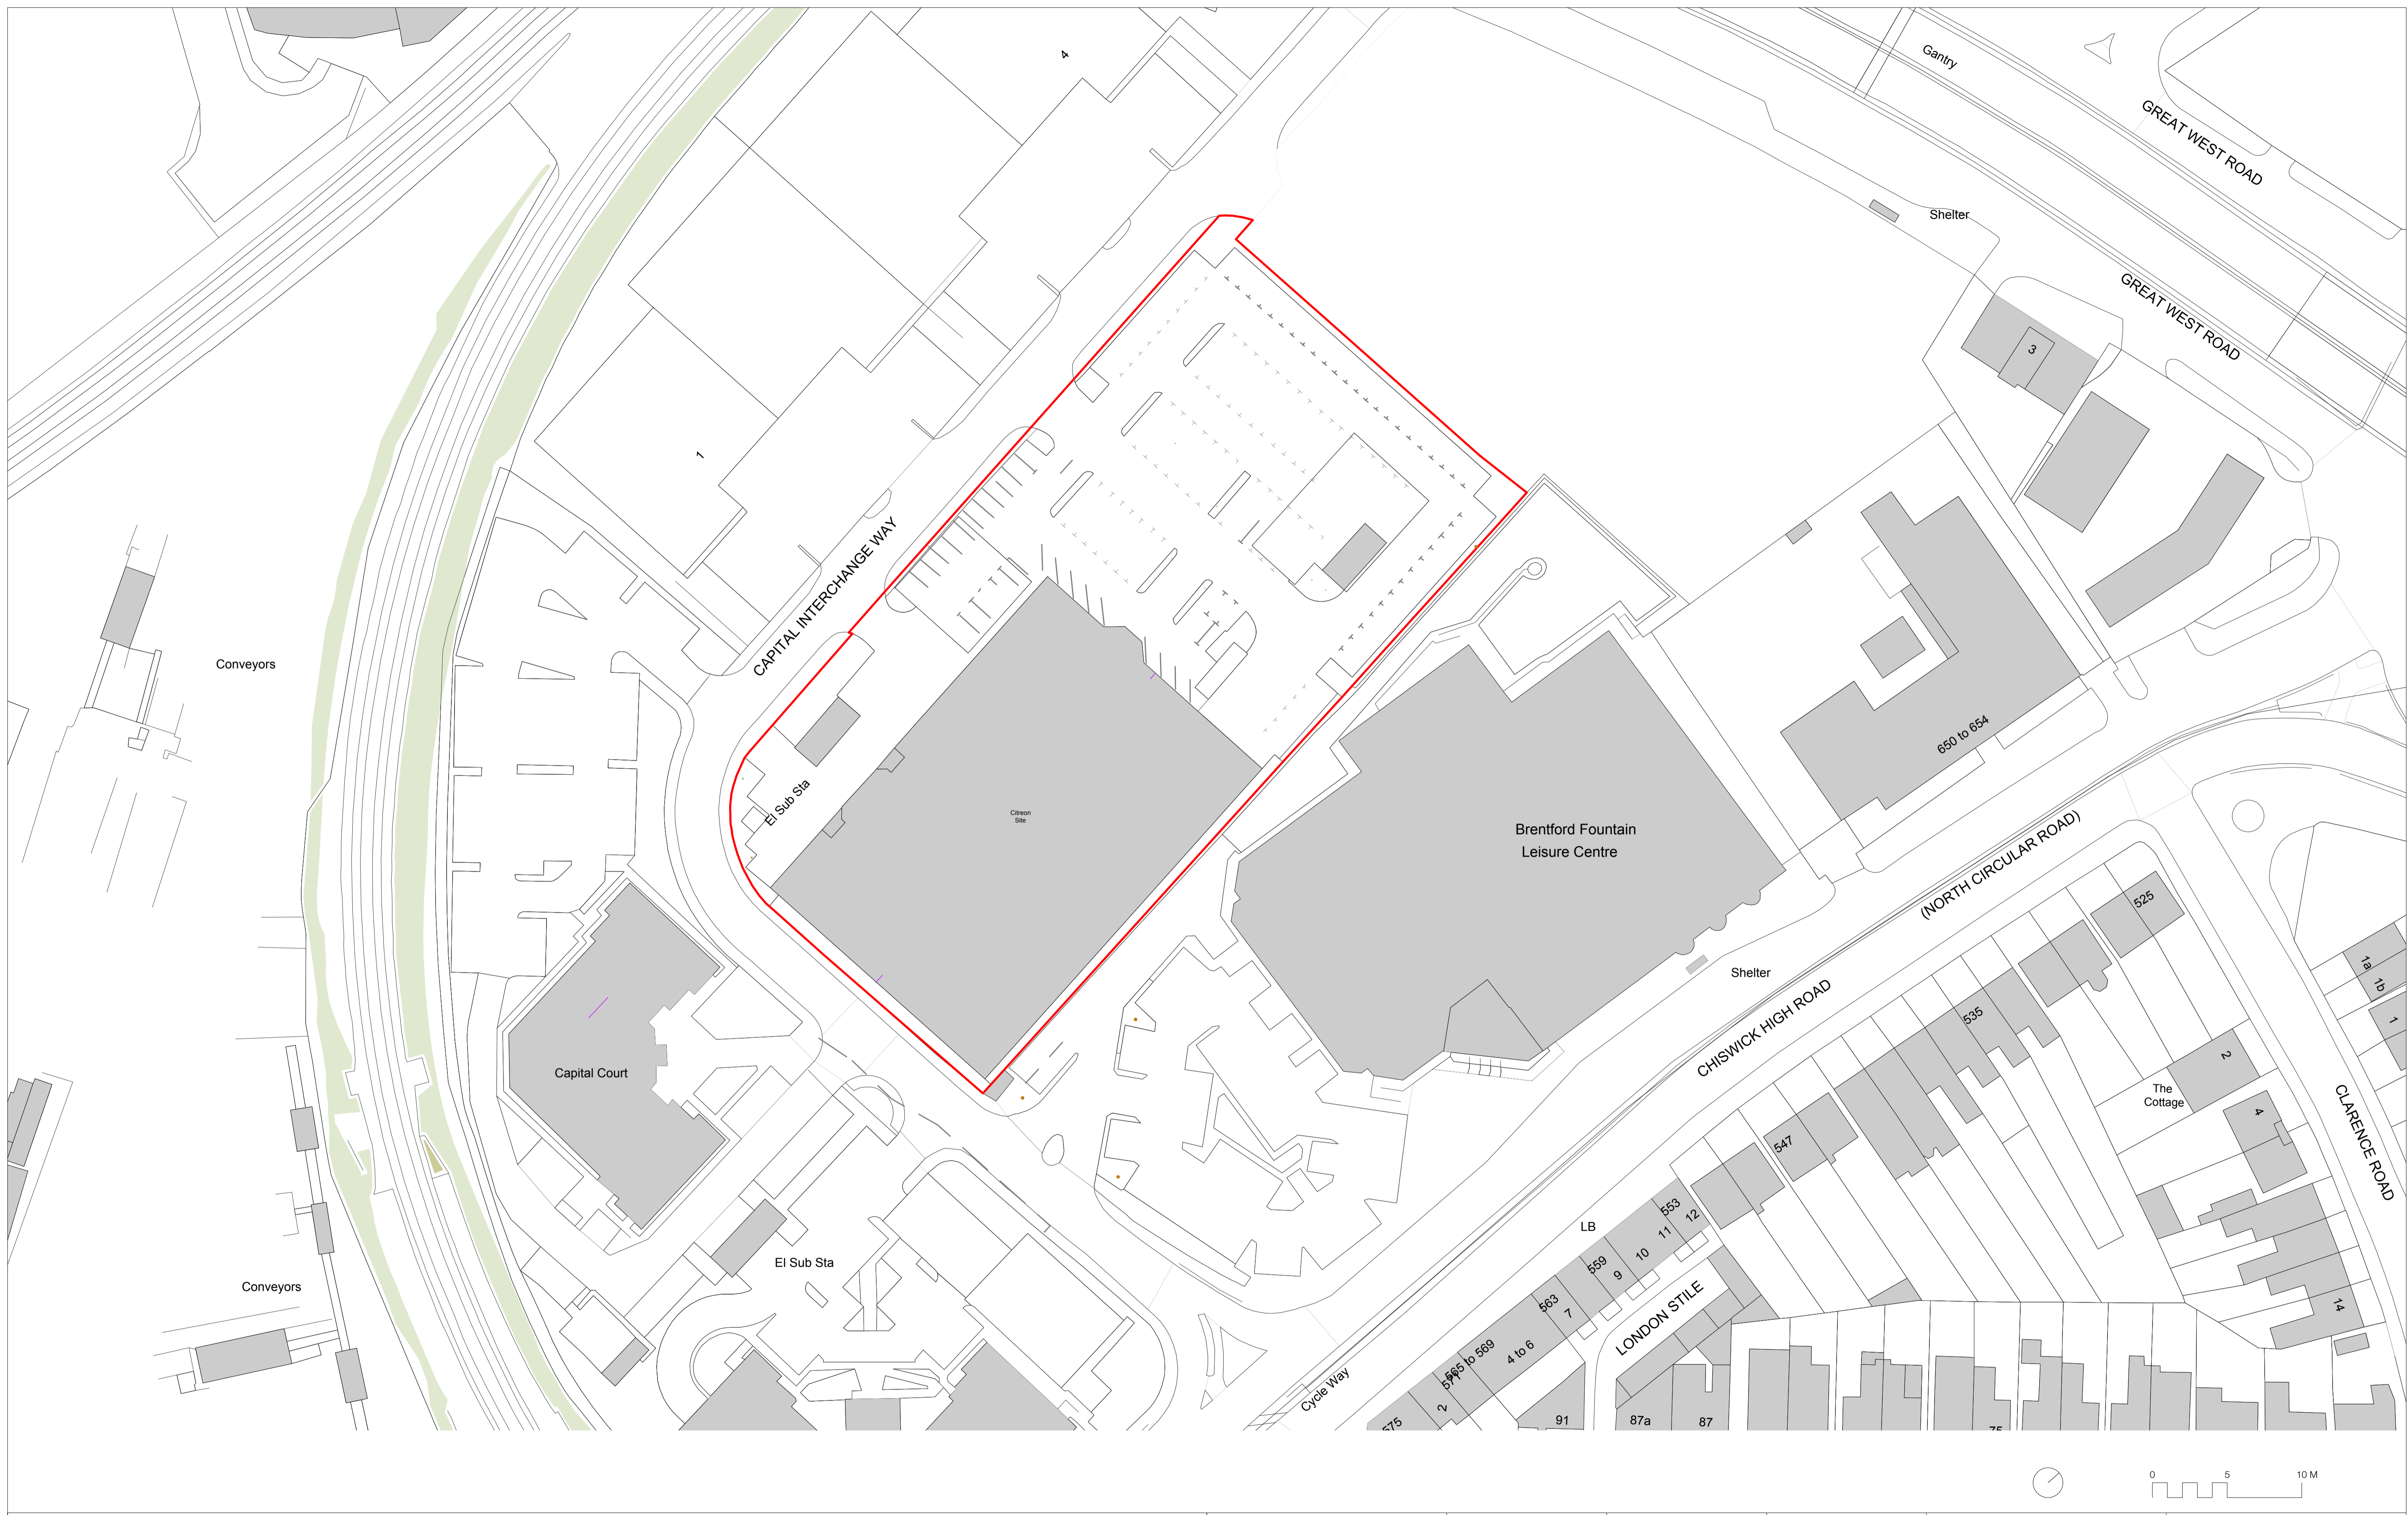 4
Gantry
GREAT WEST ROAD
Shelter
GREAT WEST ROAD
3
1
CAPITAL INTERCHANGE WAY
Conveyors
650 to 654
El Sub Sta
Citreon
Site
Brentford Fountain
Leisure Centre
(NORTH CIRCULAR ROAD)
525
Shelter
CHISWICK HIGH ROAD
535
1a
1b
1
2
Capital Court
The
Cottage
4
CLARENCE ROAD
547
553
12
11
LB
10
559
9
El Sub Sta
Conveyors
563
7
LONDON STILE
14
565 to 569
4 to 6
571
2
Cycle Way
575
91
87a
87
75
0 5 10 M